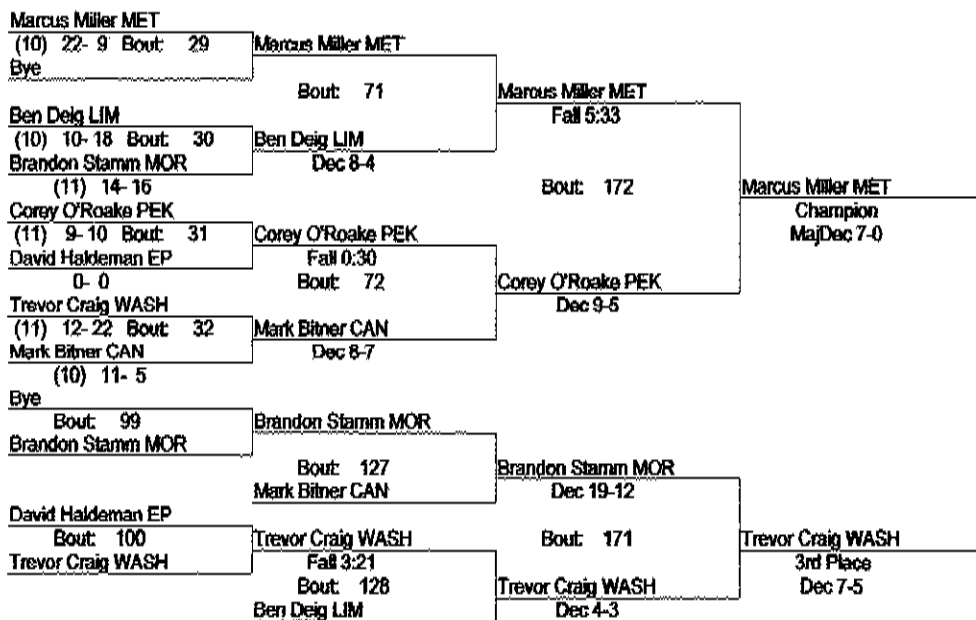 Marcus Miller MET
(10) 22- 9 Bout: 29
Marcus Miller MET
Bye
Bout: 71
Marcus Miller MET
Fall 5:33
Ben Deig LIM
(10) 10- 18 Bout: 30
Ben Deig LIM
Brandon Stamm MOR
Dec 8-4
(11) 14- 16
Bout: 172
Marcus Miller MET
Champion
MajDec 7-0
Corey O'Roake PEK
(11) 9- 10 Bout: 31
Corey O'Roake PEK
David Haldeman EP
Fall 0:30
0- 0
Bout: 72
Corey O'Roake PEK
Dec 9-5
Trevor Craig WASH
(11) 12- 22 Bout: 32
Mark Bitner CAN
Mark Bitner CAN
Dec 8-7
(10) 11- 5
Bye
Bout: 99
Brandon Stamm MOR
Brandon Stamm MOR
Bout: 127
Brandon Stamm MOR
Mark Bitner CAN
Dec 19-12
David Haldeman EP
Bout: 100
Trevor Craig WASH
Bout: 171
Trevor Craig WASH
Trevor Craig WASH
Fall 3:21
3rd Place
Bout: 128
Trevor Craig WASH
Dec 7-5
Ben Deig LIM
Dec 4-3